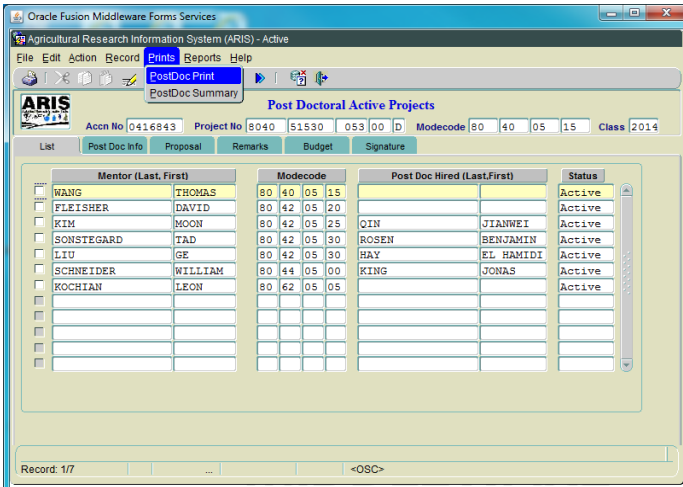 Oracle Fusion Middleware Forms Services
Agricultural Research Information System (ARIS) - Active
File Edit Action Record Prints Reports Help
PostDoc Print
PostDoc Summary
ARIS
Post Doctoral Active Projects
Accn No 0416843 Project No 8040 51530 053 00 D Modecode 80 40 05 15 Class 2014
List Post Doc Info Proposal Remarks Budget Signature
Mentor (Last, First) Modecode Post Doc Hired (Last,First) Status
WANG THOMAS 80 40 05 15 Active
FLEISHER DAVID 80 42 05 20 Active
KIM MOON 80 42 05 25 QIN JIANWEI Active
SONSTEGARD TAD 80 42 05 30 ROSEN BENJAMIN Active
LIU GE 80 42 05 30 HAY EL HAMIDI Active
SCHNEIDER WILLIAM 80 44 05 00 KING JONAS Active
KOCHIAN LEON 80 62 05 05 Active
Record: 1/7 ... <OSC>